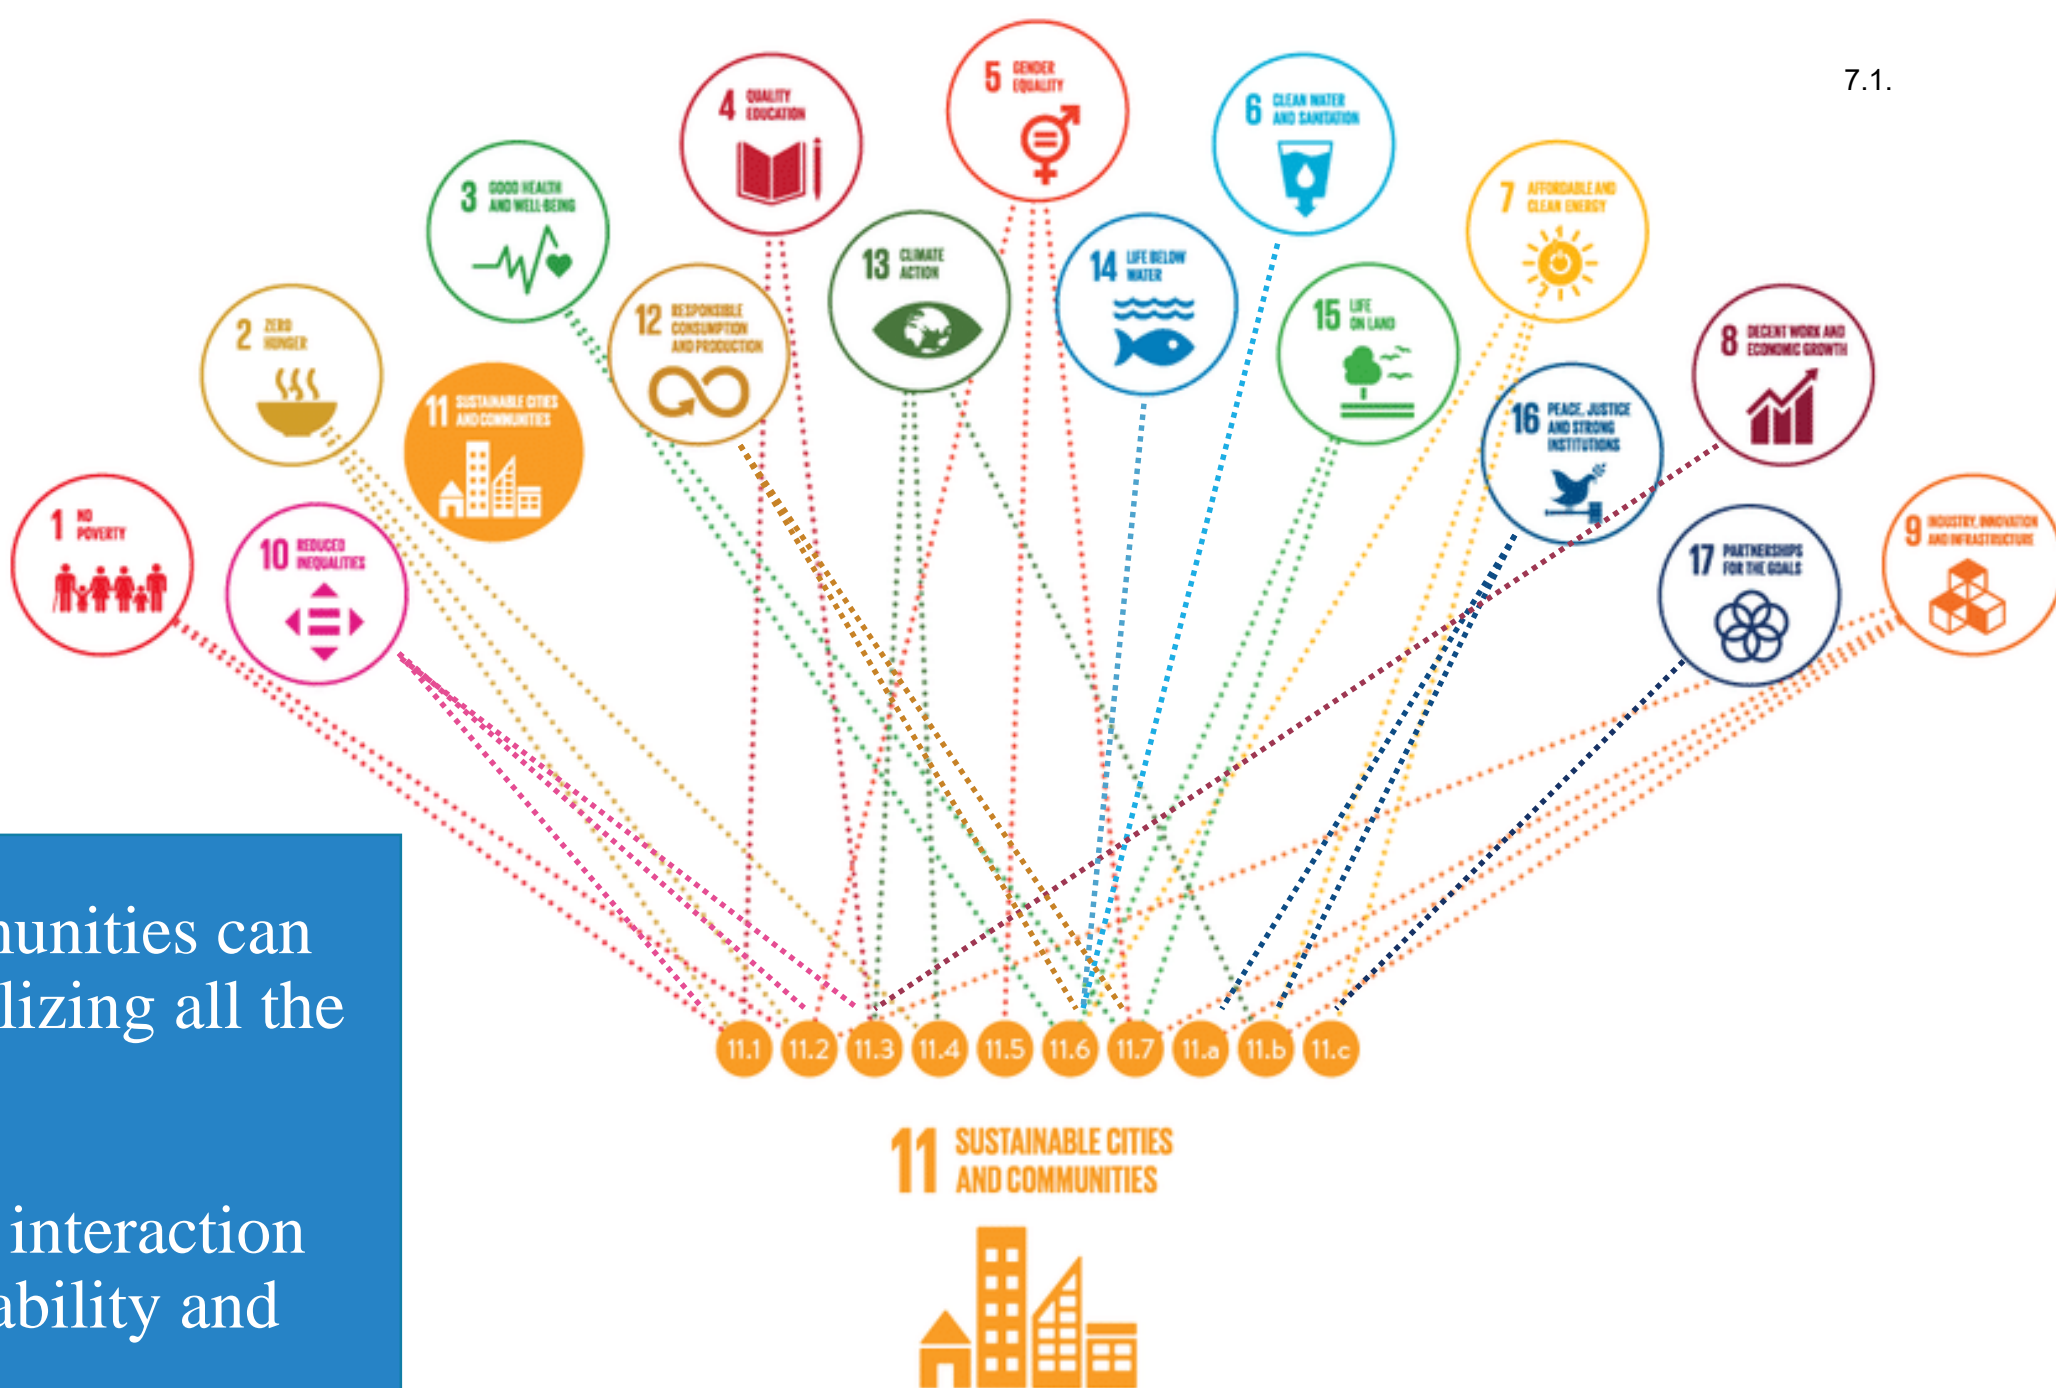 7.1.
5 GENDER
EQUALITY
4 QUALITY
EDUCATION
6 CLEAN WATER
AND SANITATION
3 GOOD HEALTH
AND WELL-BEING
7 AFFORDABLE AND
CLEAN ENERGY
13 CLIMATE
ACTION
14 LIFE BELOW
WATER
2 ZERO
HUNGER
12 RESPONSIBLE
CONSUMPTION
AND PRODUCTION
15 LIFE
ON LAND
8 DECENT WORK AND
ECONOMIC GROWTH
11 SUSTAINABLE CITIES
AND COMMUNITIES
16 PEACE, JUSTICE
AND STRONG
INSTITUTIONS
1 NO
POVERTY
10 REDUCED
INEQUALITIES
17 PARTNERSHIPS
FOR THE GOALS
9 INDUSTRY, INNOVATION
AND INFRASTRUCTURE
munities can
lizing all the
interaction
ability and
11.1 11.2 11.3 11.4 11.5 11.6 11.7 11.a 11.b 11.c
11 SUSTAINABLE CITIES
AND COMMUNITIES